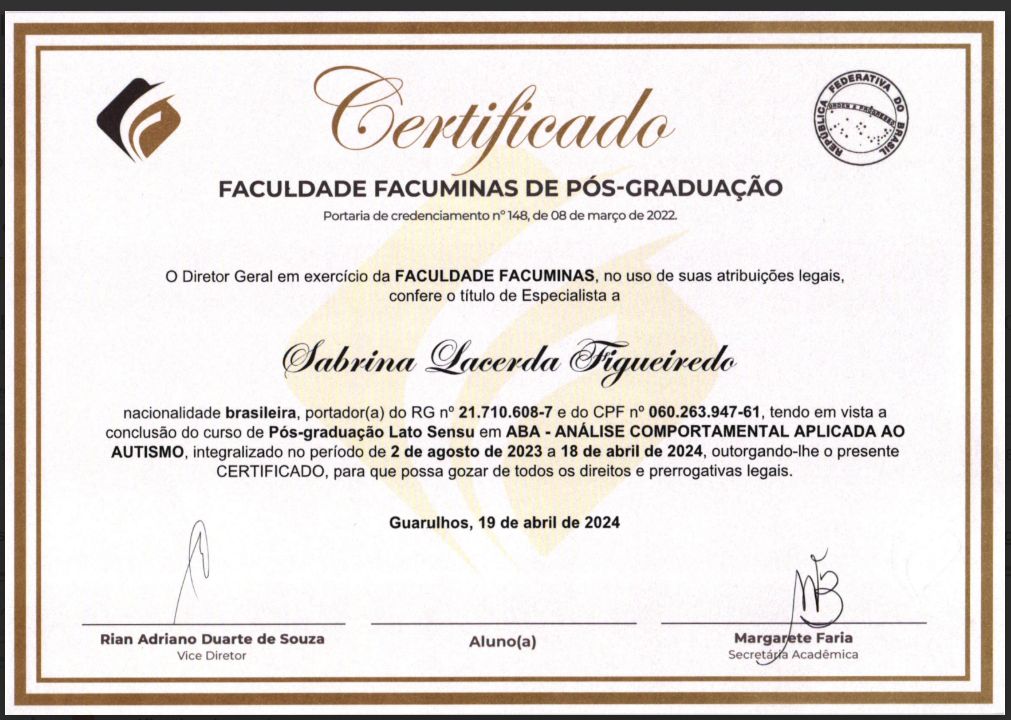 Certificado
REPÚBLICA FEDERATIVA DO BRASIL
ORDEM E PROGRESSO
FACULDADE FACUMINAS DE PÓS-GRADUAÇÃO
Portaria de credenciamento nº 148, de 08 de março de 2022.
O Diretor Geral em exercício da FACULDADE FACUMINAS, no uso de suas atribuições legais,
confere o título de Especialista a
Sabrina Lacerda Figueiredo
nacionalidade brasileira, portador(a) do RG nº 21.710.608-7 e do CPF nº 060.263.947-61, tendo em vista a
conclusão do curso de Pós-graduação Lato Sensu em ABA - ANÁLISE COMPORTAMENTAL APLICADA AO
AUTISMO, integralizado no período de 2 de agosto de 2023 a 18 de abril de 2024, outorgando-lhe o presente
CERTIFICADO, para que possa gozar de todos os direitos e prerrogativas legais.
Guarulhos, 19 de abril de 2024
Rian Adriano Duarte de Souza
Vice Diretor
Aluno(a)
Margarete Faria
Secretária Acadêmica